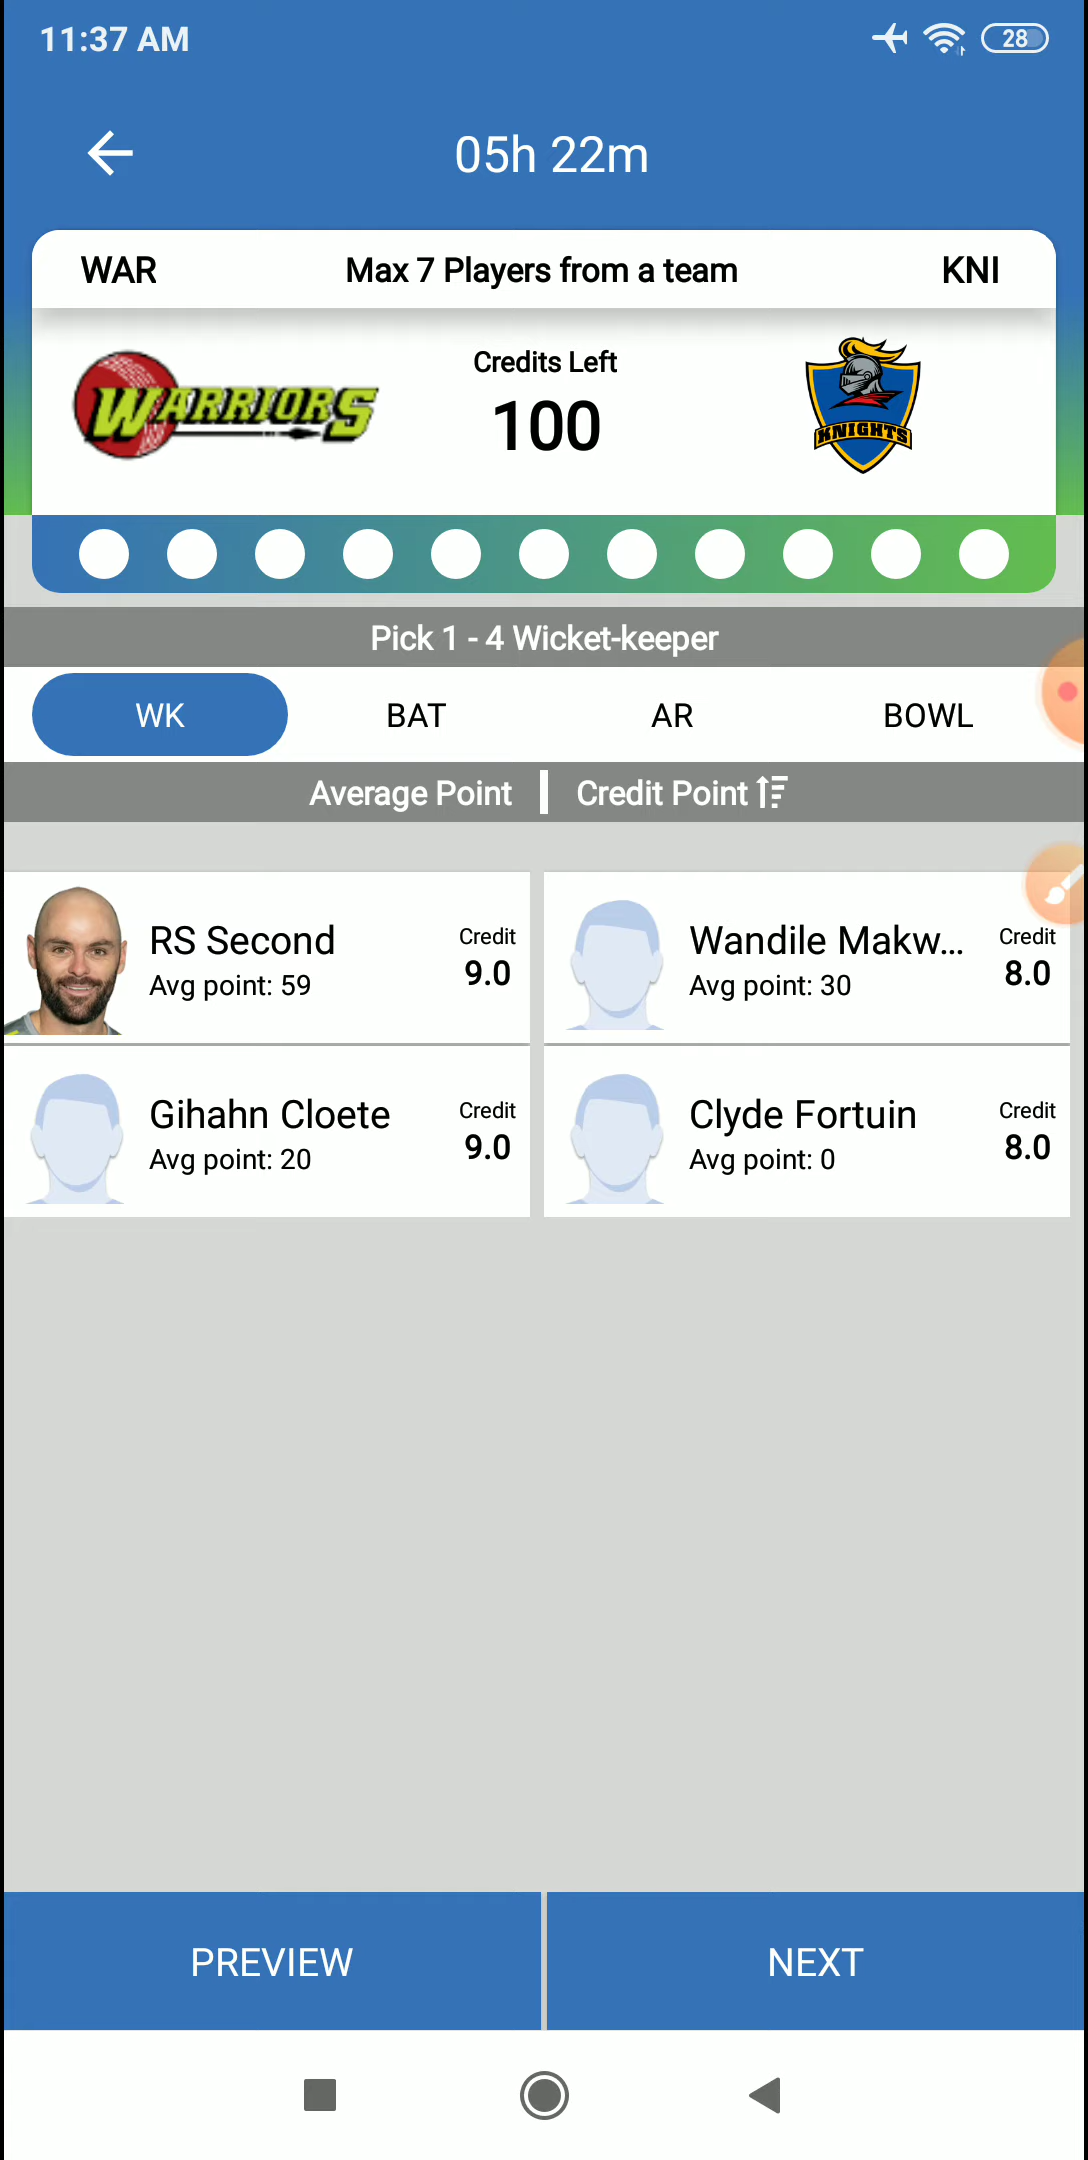 11:37 AM
28
05h 22m
WAR
Max 7 Players from a team
KNI
WARRIORS
Credits Left
100
KNIGHTS
Pick 1 - 4 Wicket-keeper
WK
BAT
AR
BOWL
Average Point
Credit Point
RS Second
Avg point: 59
Credit
9.0
Wandile Makw...
Avg point: 30
Credit
8.0
Gihahn Cloete
Avg point: 20
Credit
9.0
Clyde Fortuin
Avg point: 0
Credit
8.0
PREVIEW
NEXT